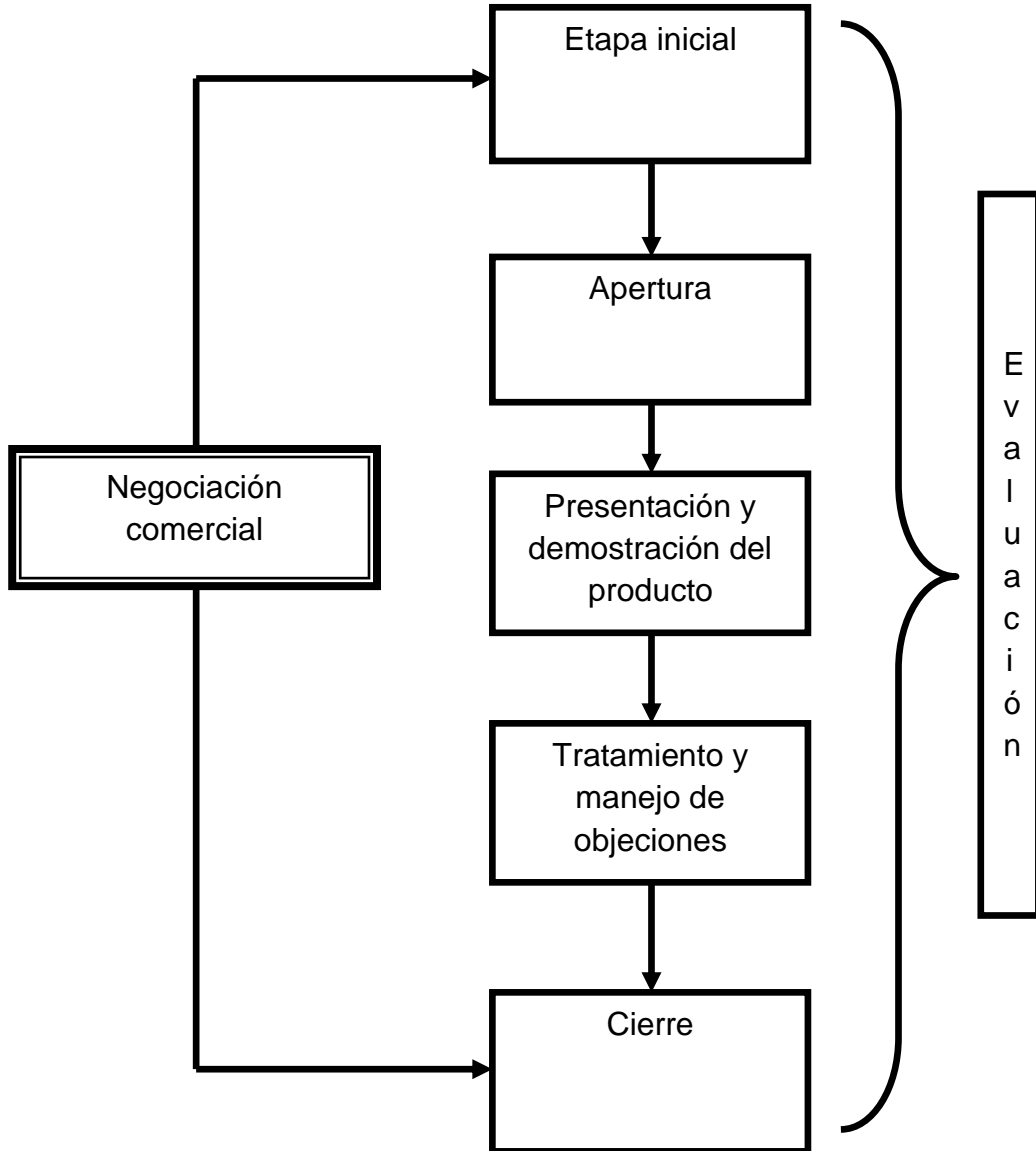 Etapa inicial
Apertura
Negociación
comercial
Presentación y
demostración del
producto
Tratamiento y
manejo de
objeciones
Cierre
E
v
a
l
u
a
c
i
ó
n